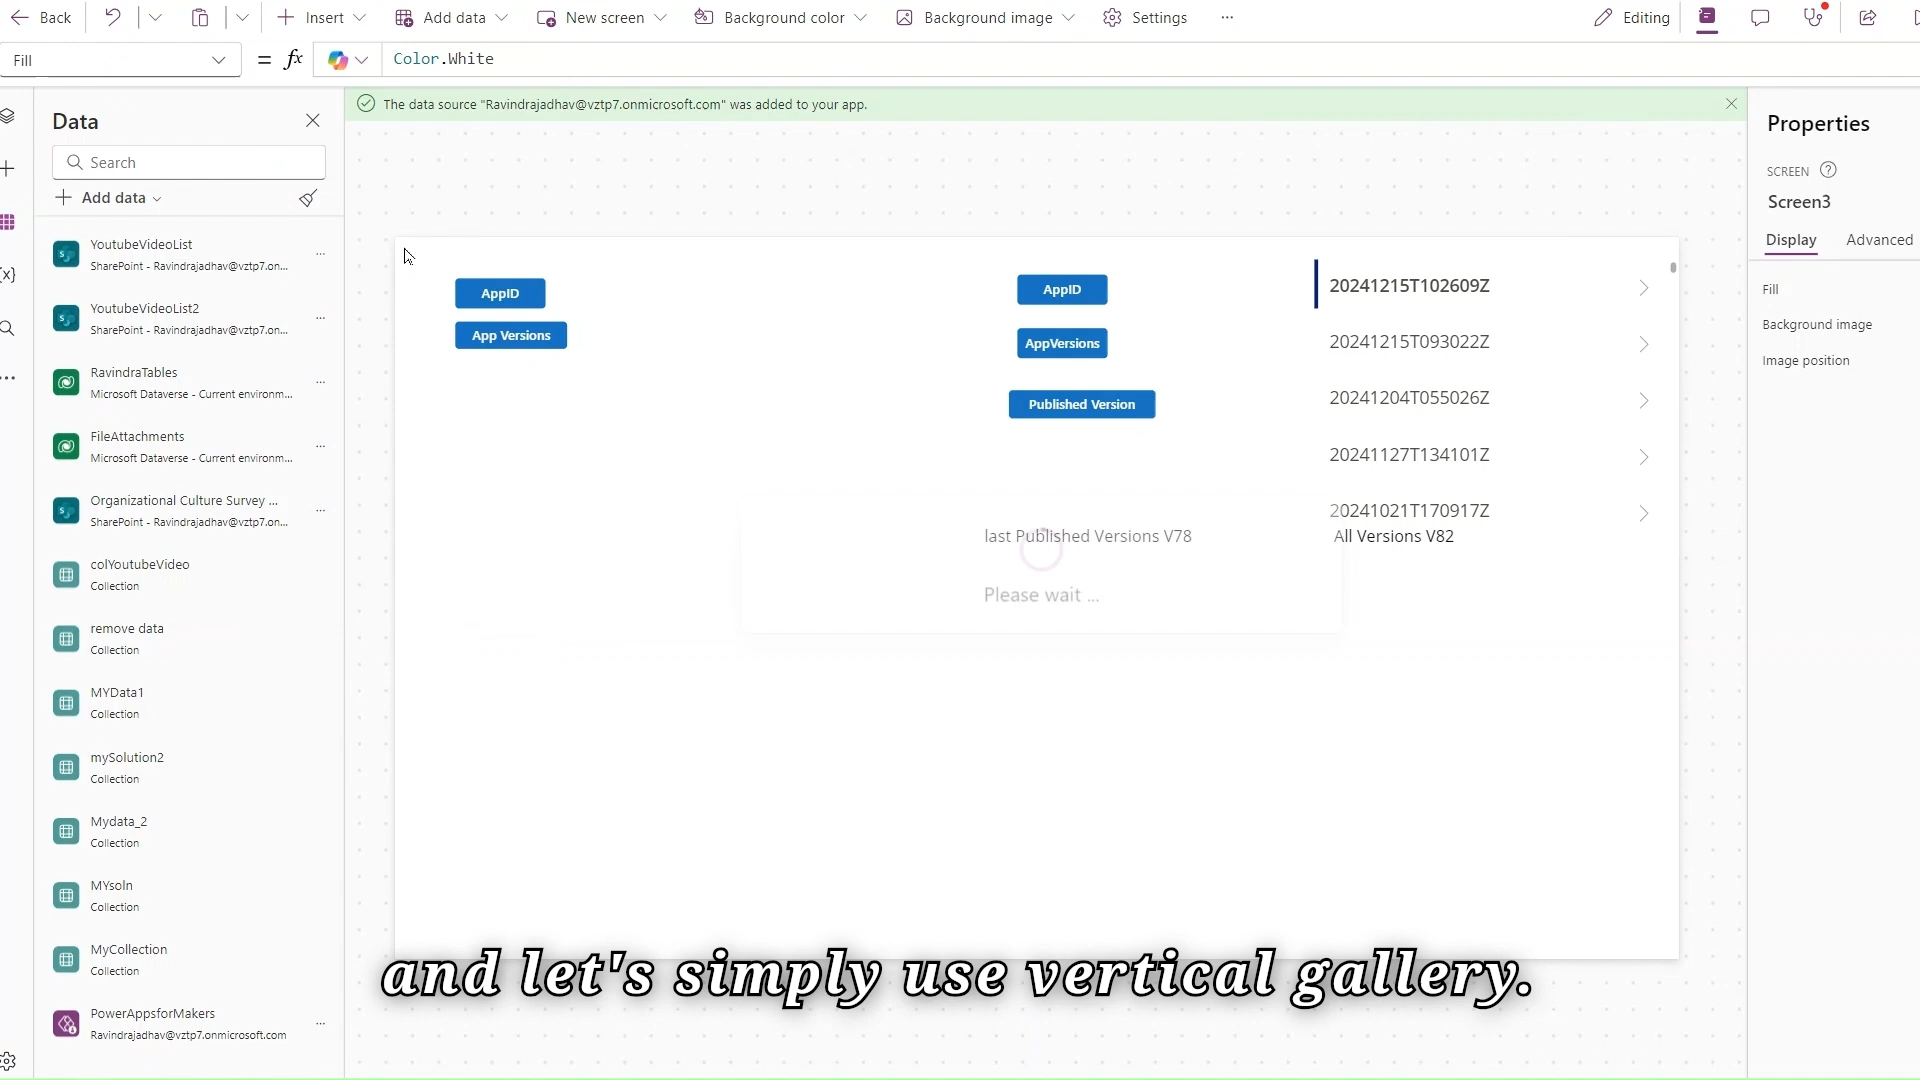 Back
Insert
Add data
New screen
Background color
Background image
Settings
Editing
Fill
= fx
Color.White
Data
Search
Add data
YoutubeVideoList
SharePoint - Ravindrajadhav@vztp7.on...
YoutubeVideoList2
SharePoint - Ravindrajadhav@vztp7.on...
RavindraTables
Microsoft Dataverse - Current environm...
FileAttachments
Microsoft Dataverse - Current environm...
Organizational Culture Survey ...
SharePoint - Ravindrajadhav@vztp7.on...
colYoutubeVideo
Collection
remove data
Collection
MYData1
Collection
mySolution2
Collection
Mydata_2
Collection
MYsoln
Collection
MyCollection
Collection
PowerAppsforMakers
Ravindrajadhav@vztp7.onmicrosoft.com
The data source "Ravindrajadhav@vztp7.onmicrosoft.com" was added to your app.
AppID
App Versions
AppID
AppVersions
Published Version
20241215T102609Z
20241215T093022Z
20241204T055026Z
20241127T134101Z
20241021T170917Z
last Published Versions V78
All Versions V82
Please wait ...
Properties
SCREEN
Screen3
Display
Advanced
Fill
Background image
Image position
and let's simply use vertical gallery.